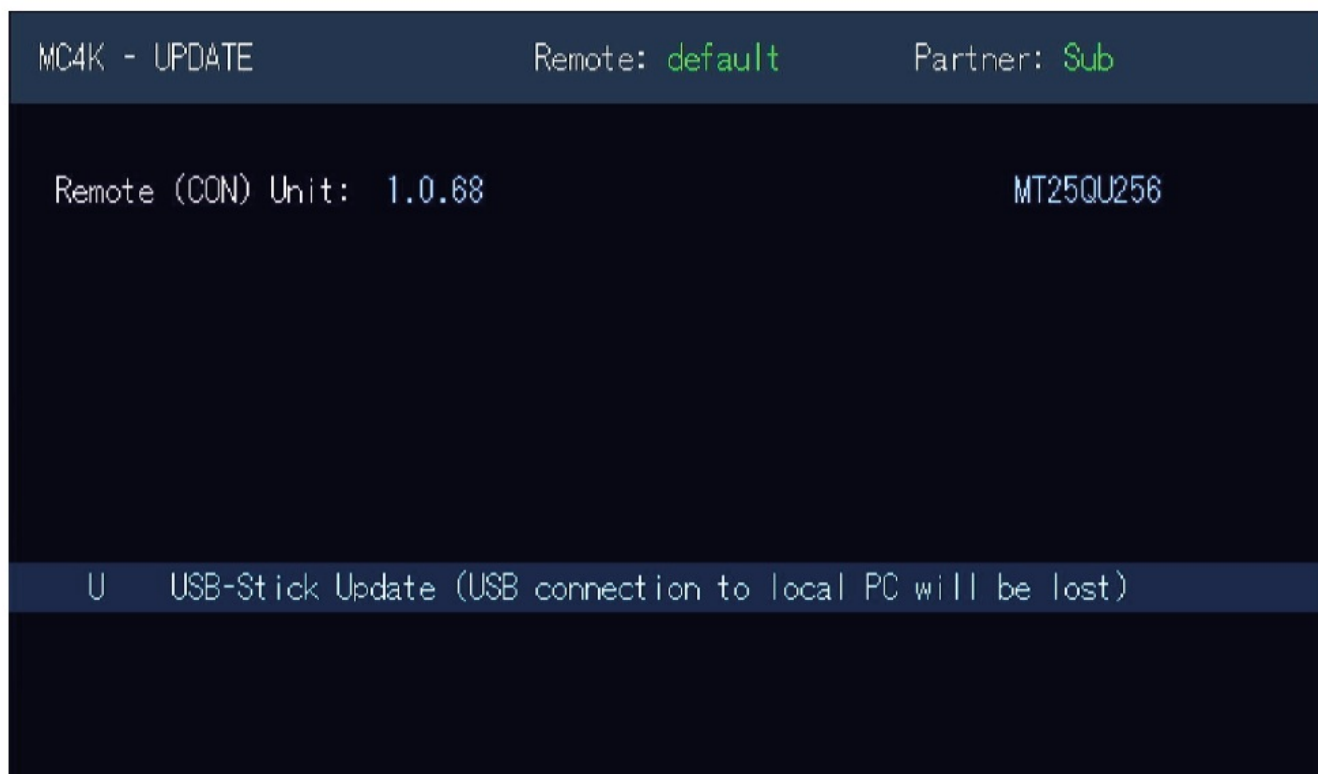 MC4K - UPDATE Remote: default Partner: Sub
Remote (CON) Unit: 1.0.68 MT25QU256
U USB-Stick Update (USB connection to local PC will be lost)